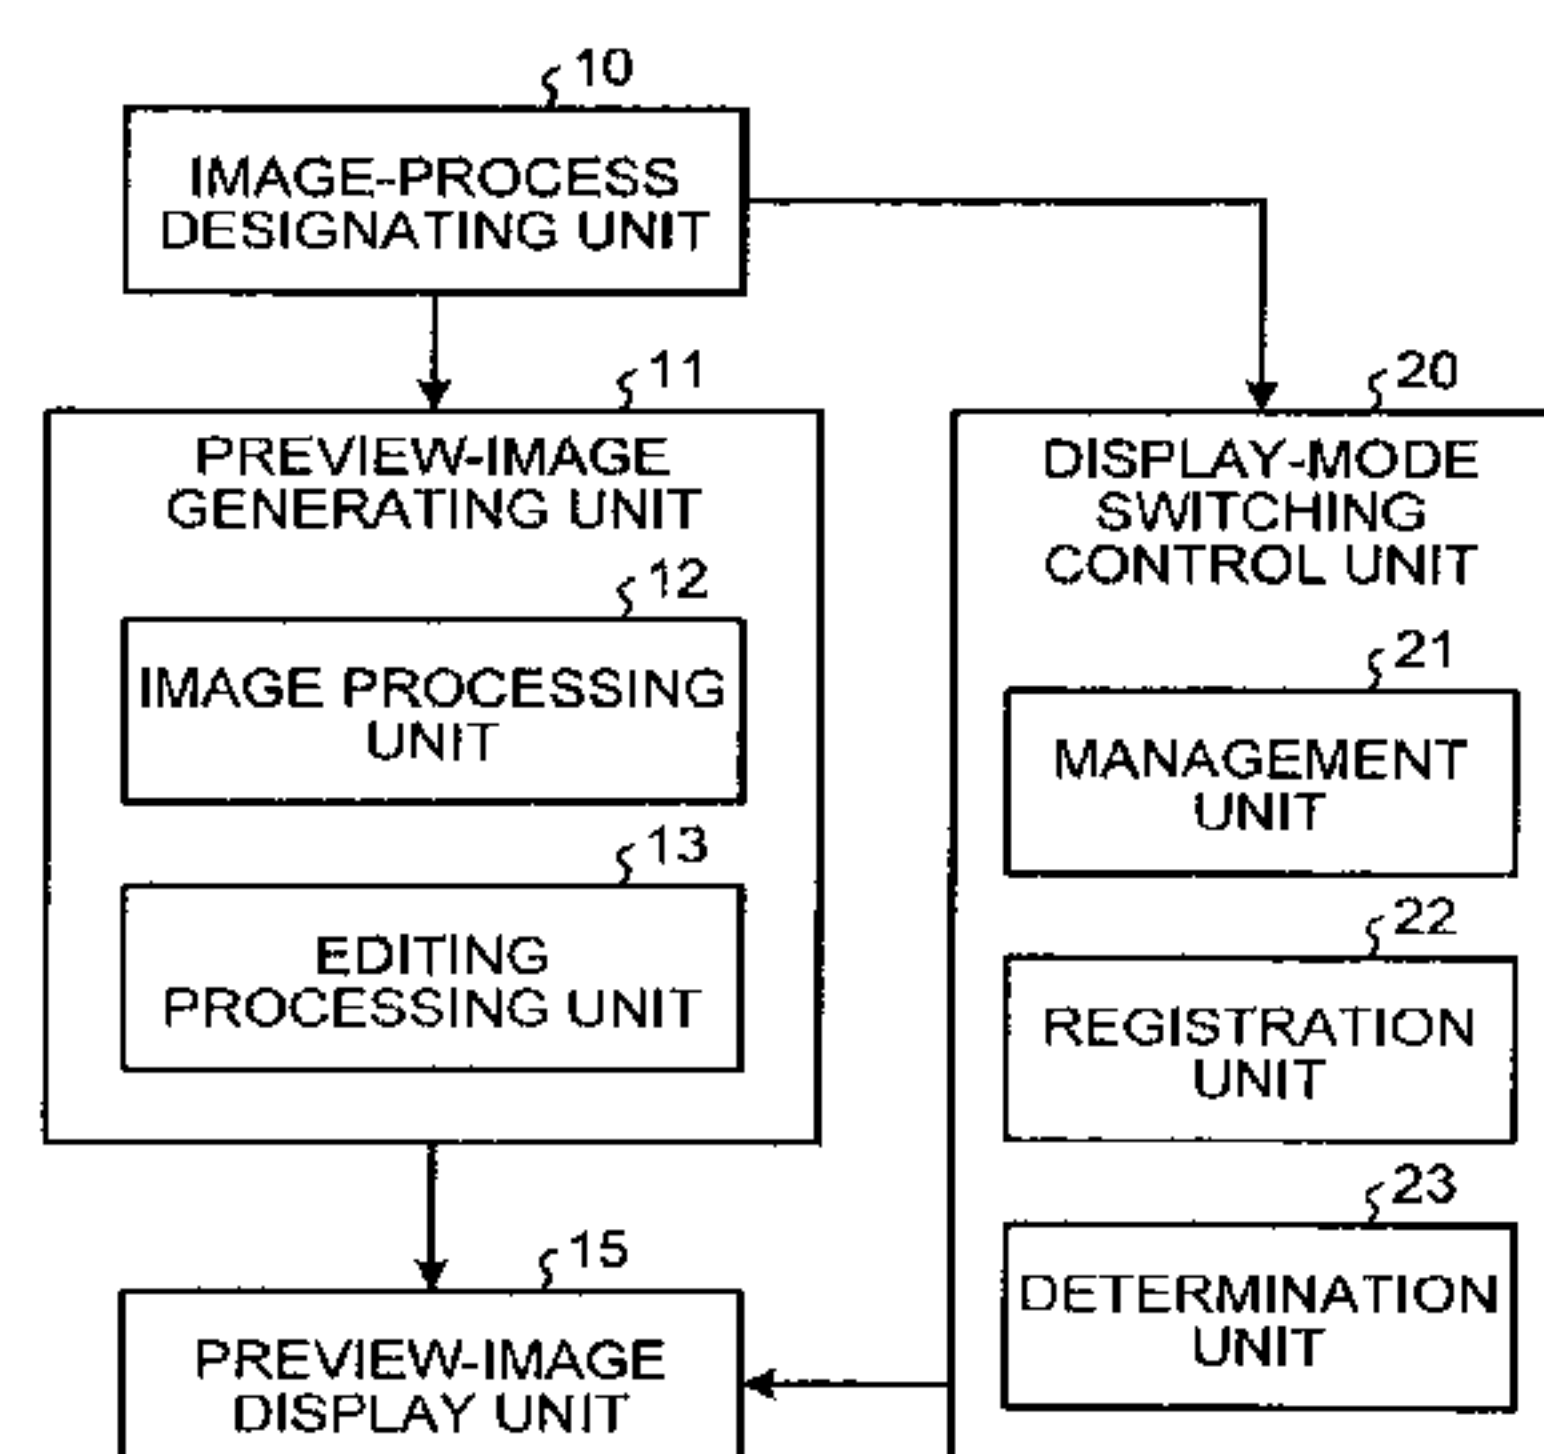 10
IMAGE-PROCESS
DESIGNATING UNIT
11
PREVIEW-IMAGE
GENERATING UNIT
12
IMAGE PROCESSING
UNIT
13
EDITING
PROCESSING UNIT
15
PREVIEW-IMAGE
DISPLAY UNIT
20
DISPLAY-MODE
SWITCHING
CONTROL UNIT
21
MANAGEMENT
UNIT
22
REGISTRATION
UNIT
23
DETERMINATION
UNIT